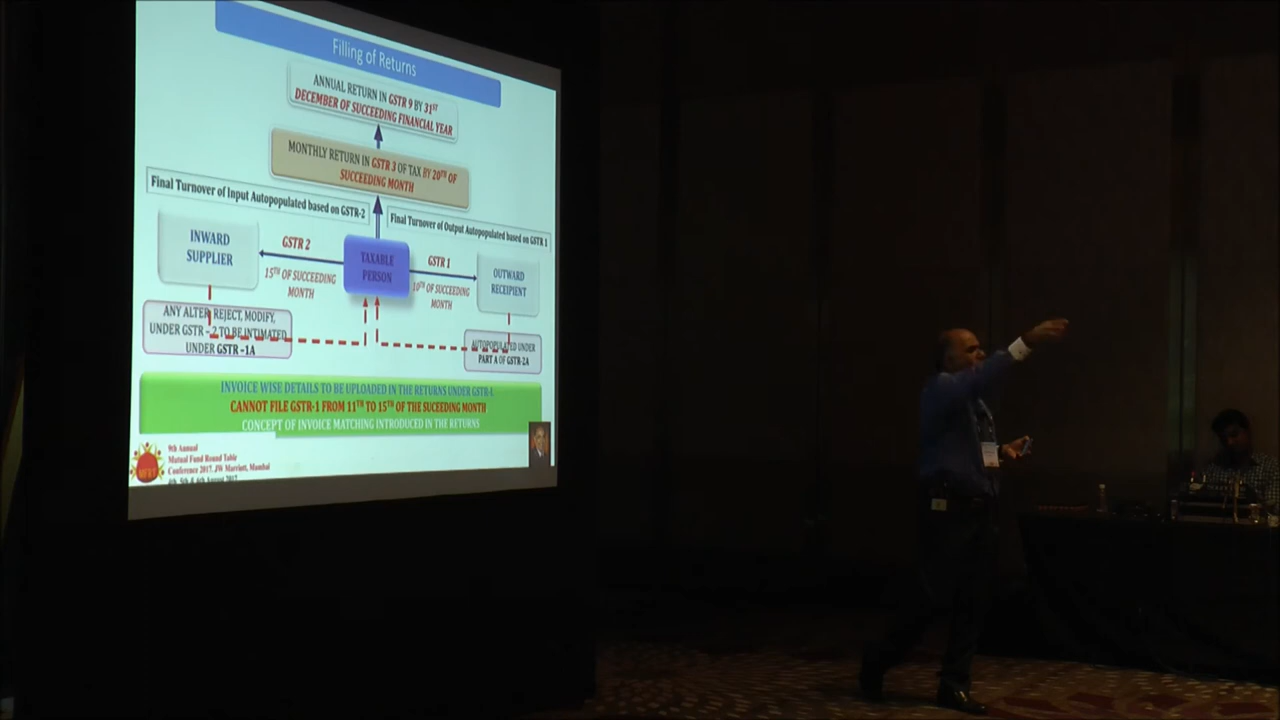 Filling of Returns
ANNUAL RETURN IN GSTR 9 BY 31ST
DECEMBER OF SUCCEEDING FINANCIAL YEAR
MONTHLY RETURN IN GSTR 3 OF TAX BY 20TH OF
SUCCEEDING MONTH
Final Turnover of Input Autopopulated based on GSTR-2
Final Turnover of Output Autopopulated based on GSTR 1
INWARD
SUPPLIER
GSTR 2
15TH OF SUCCEEDING
MONTH
TAXABLE
PERSON
GSTR 1
10TH OF SUCCEEDING
MONTH
OUTWARD
RECEIPIENT
ANY ALTER, REJECT, MODIFY,
UNDER GSTR – 2 TO BE INTIMATED
UNDER GSTR –1A
AUTOPOPULATED UNDER
PART A OF GSTR-2A
INVOICE WISE DETAILS TO BE UPLOADED IN THE RETURNS UNDER GSTR-1.
CANNOT FILE GSTR-1 FROM 11TH TO 15TH OF THE SUCEEDING MONTH
CONCEPT OF INVOICE MATCHING INTRODUCED IN THE RETURNS
9th Annual
Mutual Fund Round Table
Conference 2017, JW Marriott, Mumbai
4th, 5th & 6th August 2017